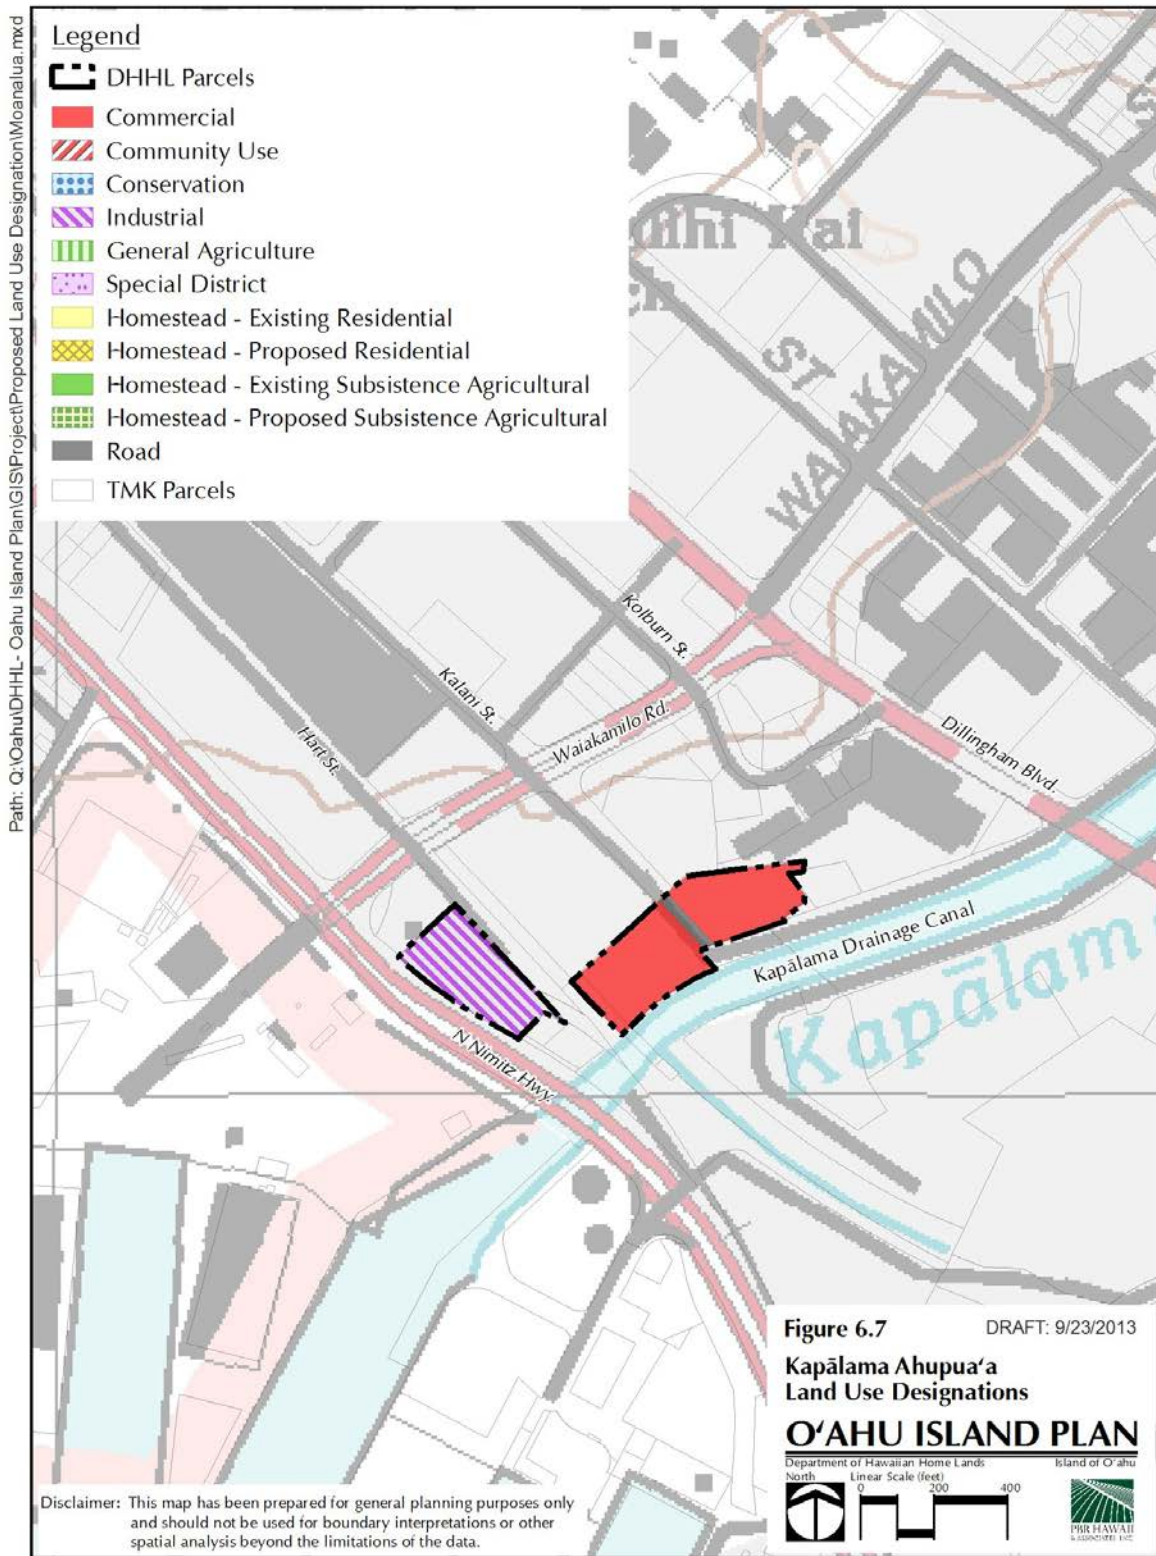 Path: Q:\Oahu\DHHL- Oahu Island Plan\GIS\Project\Proposed Land Use Designation\Moanalua.mxd
Legend
DHHL Parcels
Commercial
Community Use
Conservation
Industrial
General Agriculture
Special District
Homestead - Existing Residential
Homestead - Proposed Residential
Homestead - Existing Subsistence Agricultural
Homestead - Proposed Subsistence Agricultural
Road
TMK Parcels
Kai
ST
WAIAKAMILO
Kolburn St.
Kalani St.
Waiakamilo Rd.
Hart St.
Dillingham Blvd.
Kapālama Drainage Canal
Kapālam
N Nimitz Hwy.
Figure 6.7
DRAFT: 9/23/2013
Kapālama Ahupuaʻa
Land Use Designations
OʻAHU ISLAND PLAN
Department of Hawaiian Home Lands
Island of Oʻahu
North
Linear Scale (feet)
0 200 400
PBR HAWAII
& ASSOCIATES, INC.
Disclaimer: This map has been prepared for general planning purposes only
and should not be used for boundary interpretations or other
spatial analysis beyond the limitations of the data.